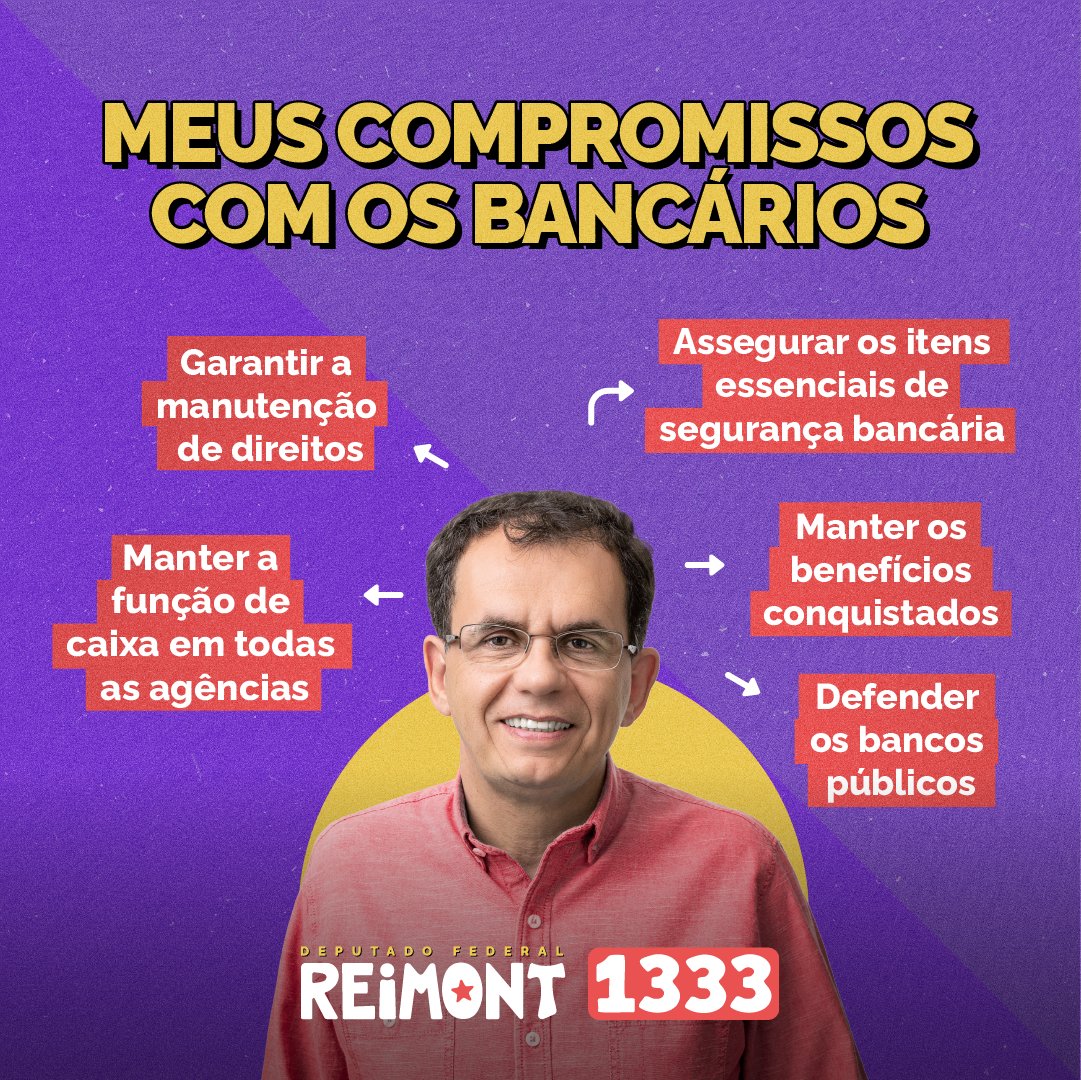 MEUS COMPROMISSOS
COM OS BANCÁRIOS
Garantir a
manutenção
de direitos
Assegurar os itens
essenciais de
segurança bancária
Manter a
função de
caixa em todas
as agências
Manter os
benefícios
conquistados
Defender
os bancos
públicos
DEPUTADO FEDERAL
REiMONT 1333